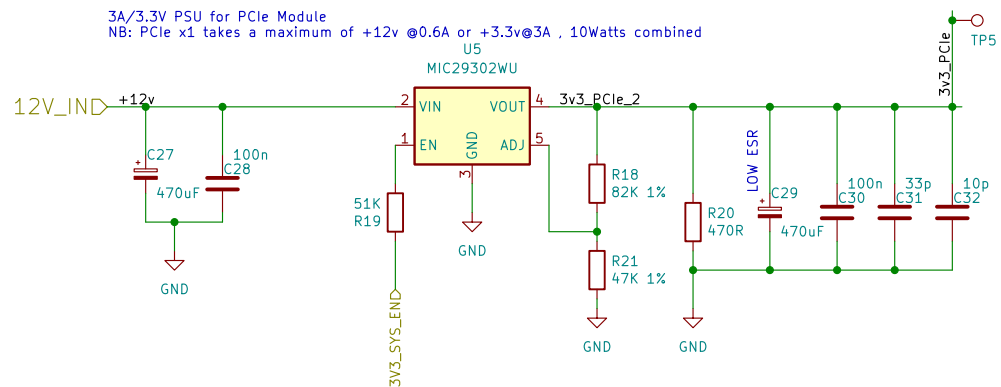 3A/3.3V PSU for PCIe Module
NB: PCIe x1 takes a maximum of +12v @0.6A or +3.3v@3A , 10Watts combined
U5
MIC29302WU
TP5
3v3_PCIe
12V_IN
+12v
2
VIN
VOUT
4
3v3_PCIe_2
1
EN
ADJ
5
GND
3
+
C27
470uF
100n
C28
GND
51K
R19
3V3_SYS_END
GND
R18
82K 1%
R21
47K 1%
GND
R20
470R
GND
LOW ESR
+
C29
470uF
100n
C30
33p
C31
10p
C32